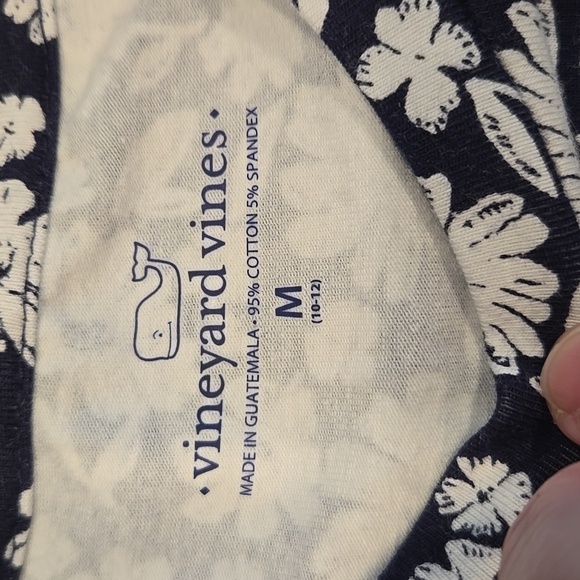 • vineyard vines •
MADE IN GUATEMALA • 95% COTTON 5% SPANDEX
M
(10-12)